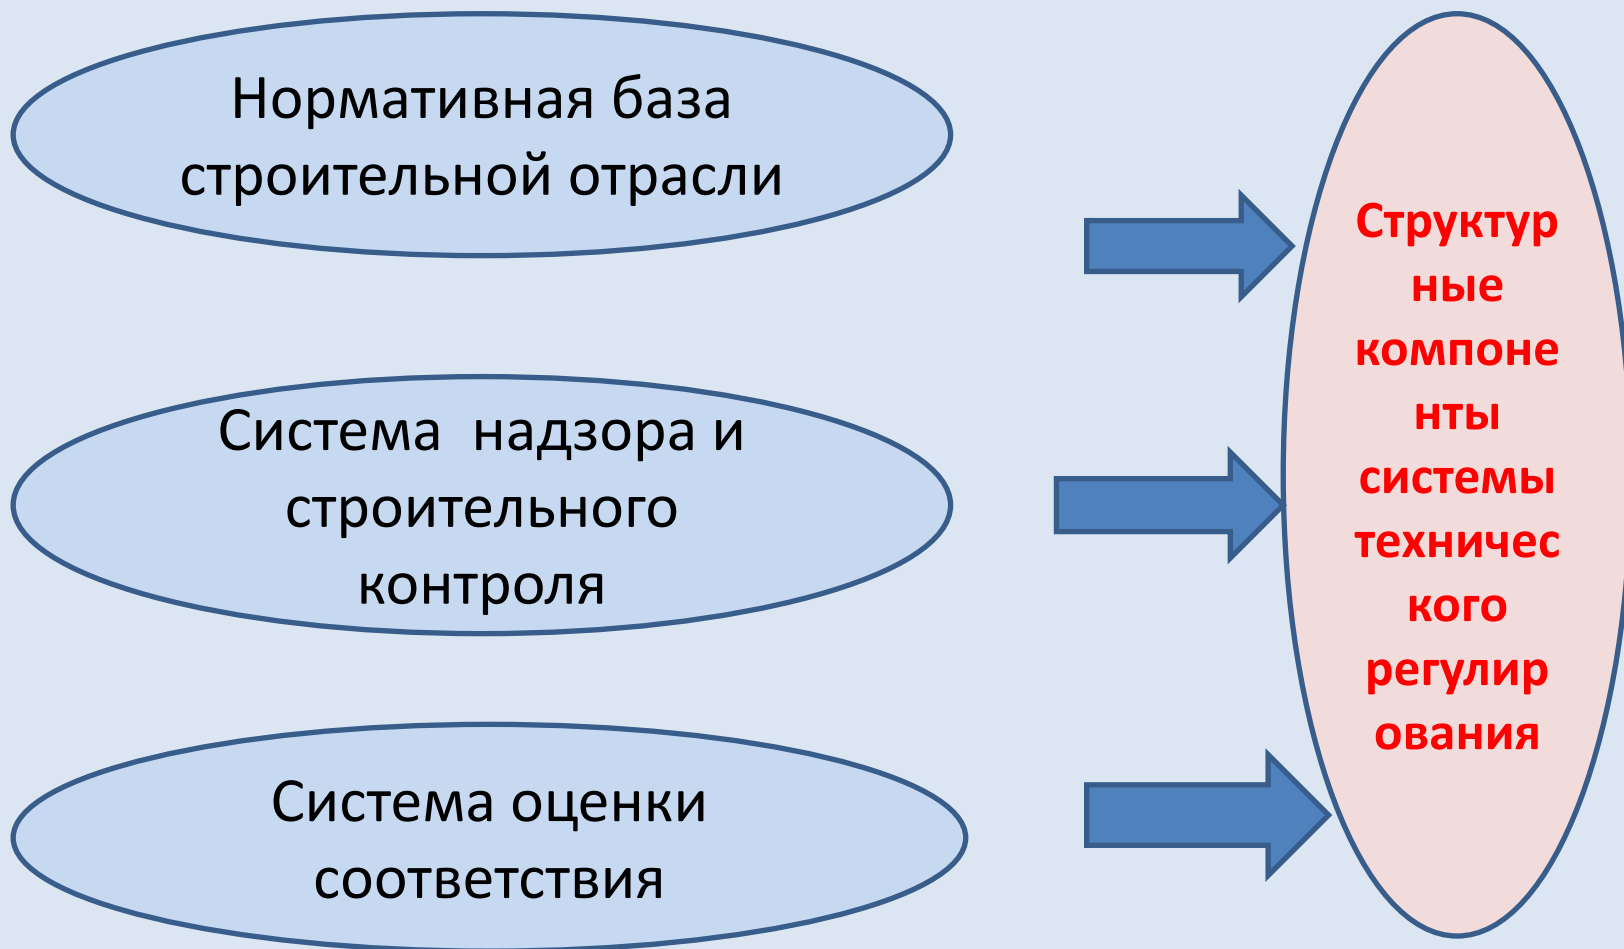 Нормативная база
строительной отрасли
Система  надзора и
строительного
контроля
Система оценки
соответствия
Структур
ные
компоне
нты
системы
техничес
кого
регулир
ования